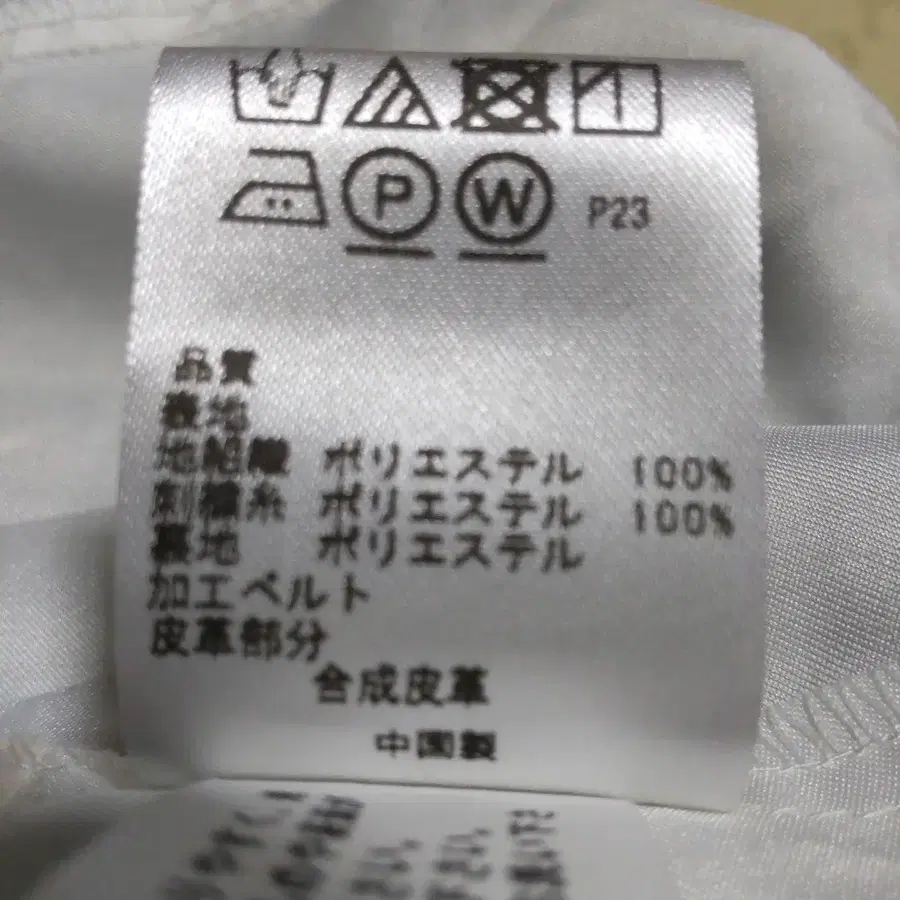 P W P23
品質
表地
地組織 ポリエステル 100%
刺繍糸 ポリエステル 100%
裏地 ポリエステル
加工ベルト
皮革部分
合成皮革
中国製